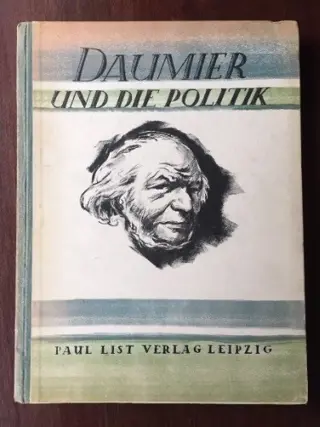 DAUMIER
UND DIE POLITIK
PAUL LIST VERLAG LEIPZIG